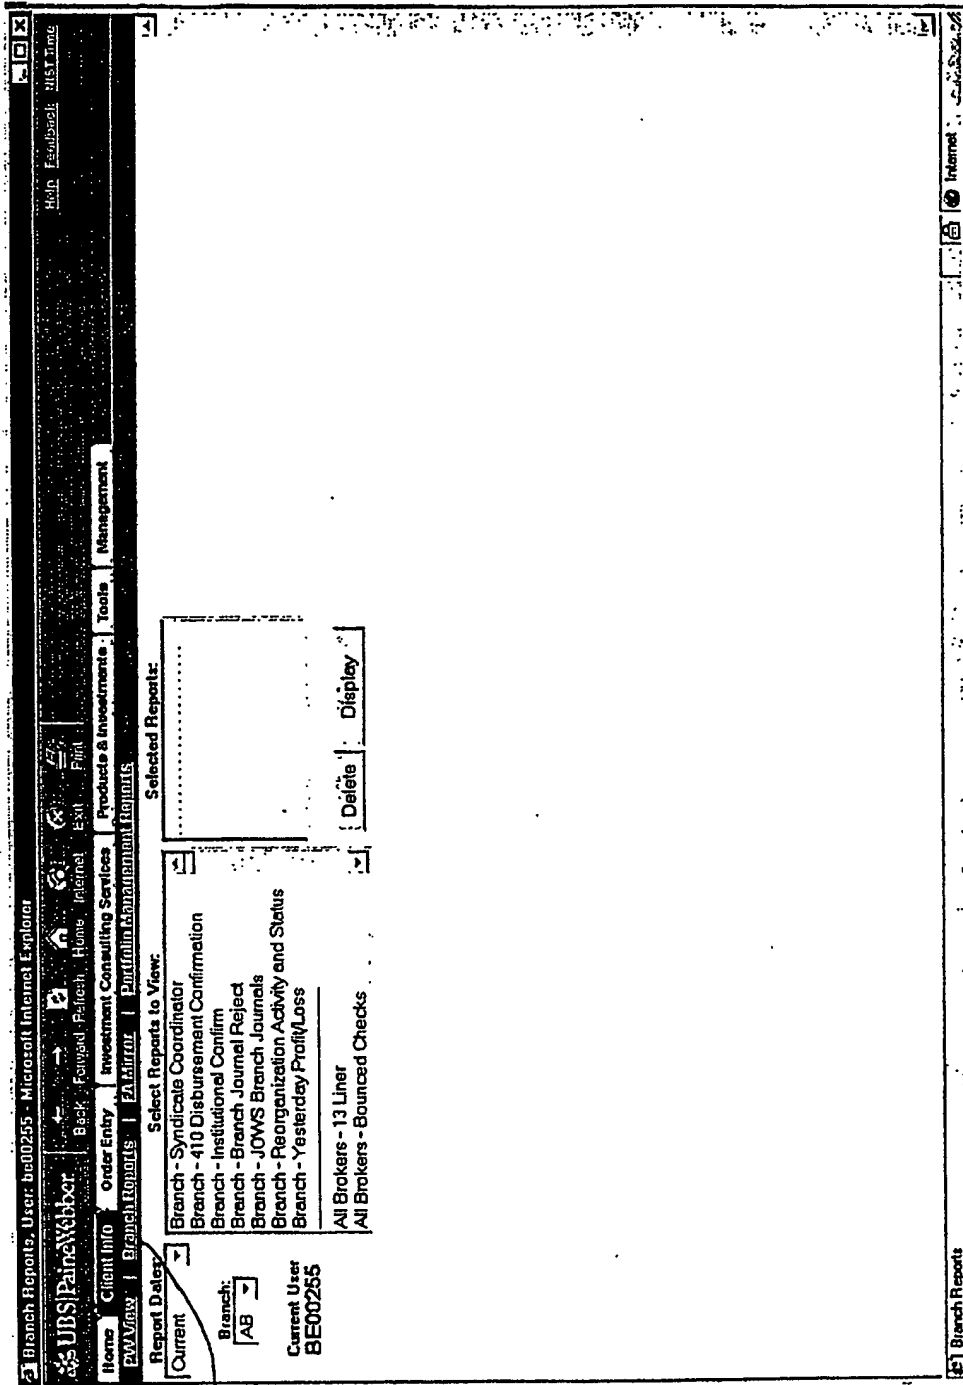 Branch Reports, User: be00255 - Microsoft Internet Explorer
UBS PaineWebber
Back Forward Refresh Home Internet Exit Print
Help Feedback NIST Time
Home Client Info Order Entry Investment Consulting Services Products & Investments Tools Management
PWView | Branch Reports | FA Mirror | Portfolio Management Reports
Report Dates:
Current
Branch:
AB
Current User
BE00255
Select Reports to View:
Branch - Syndicate Coordinator
Branch - 410 Disbursement Confirmation
Branch - Institutional Confirm
Branch - Branch Journal Reject
Branch - JOWS Branch Journals
Branch - Reorganization Activity and Status
Branch - Yesterday Profit/Loss
All Brokers - 13 Liner
All Brokers - Bounced Checks
Selected Reports:
Delete Display
Branch Reports
Internet